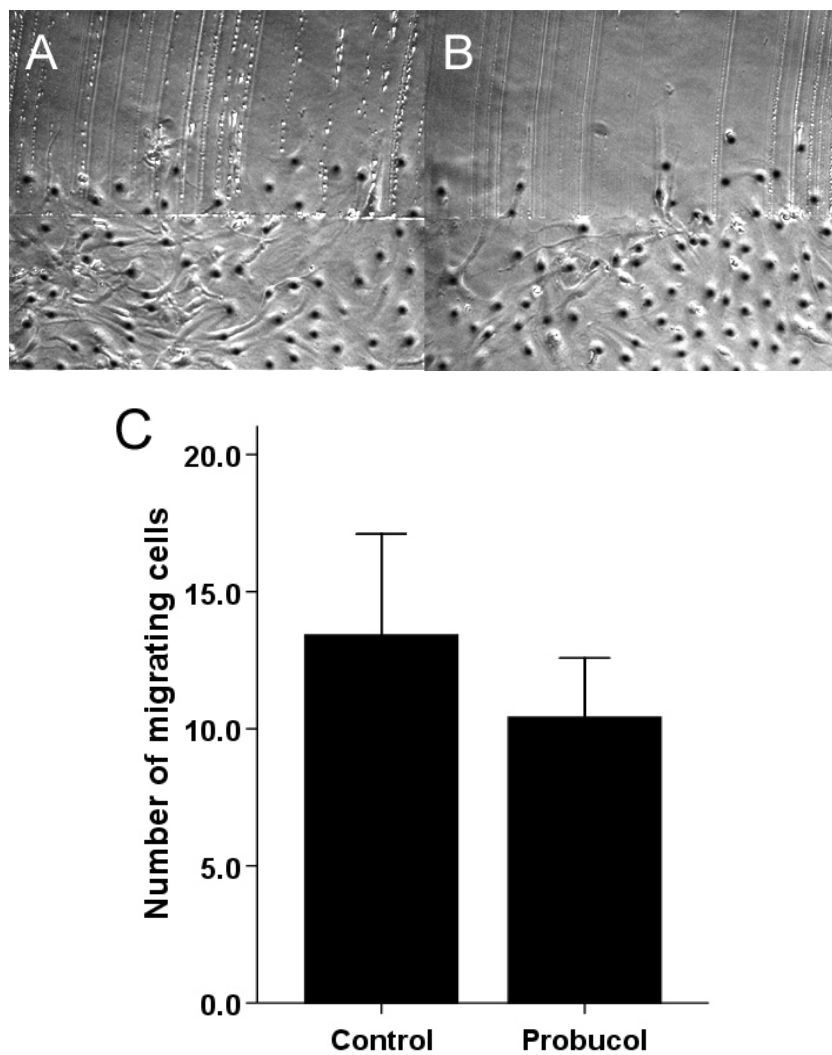 A
B
C
Number of migrating cells
20.0
15.0
10.0
5.0
0.0
Control
Probucol